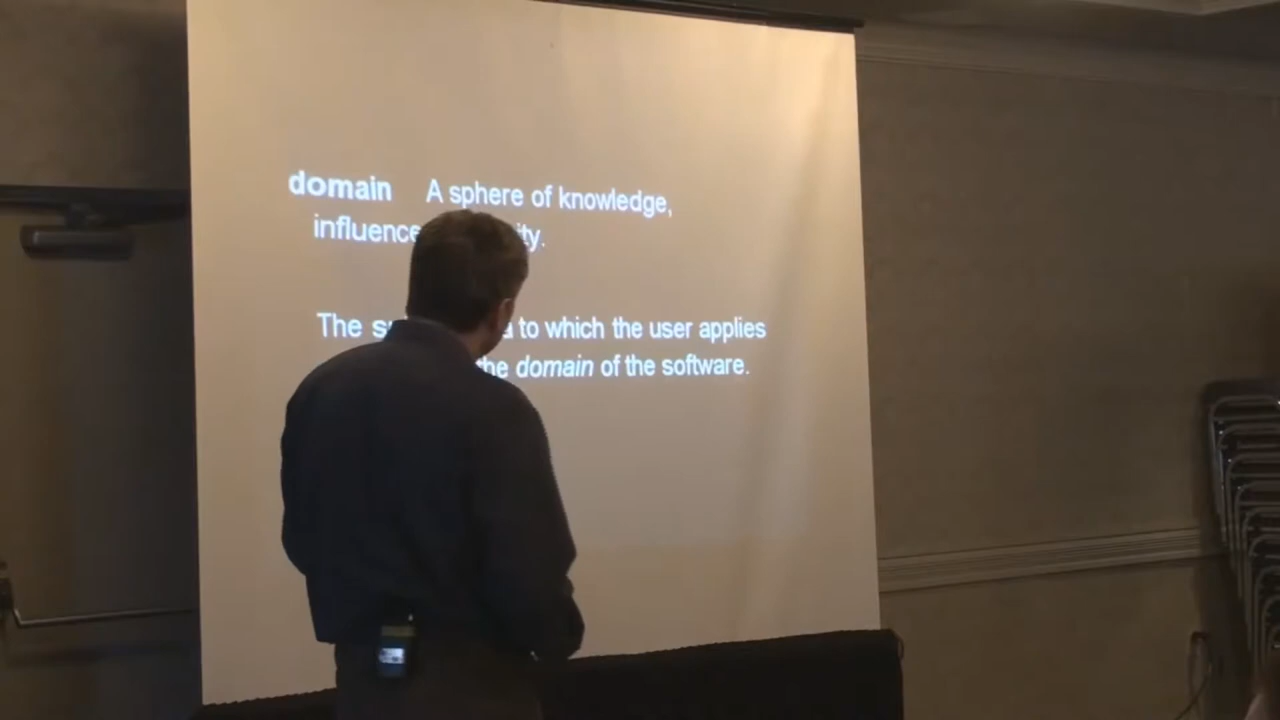 domain A sphere of knowledge,
influence
The to which the user applies
the domain of the software.